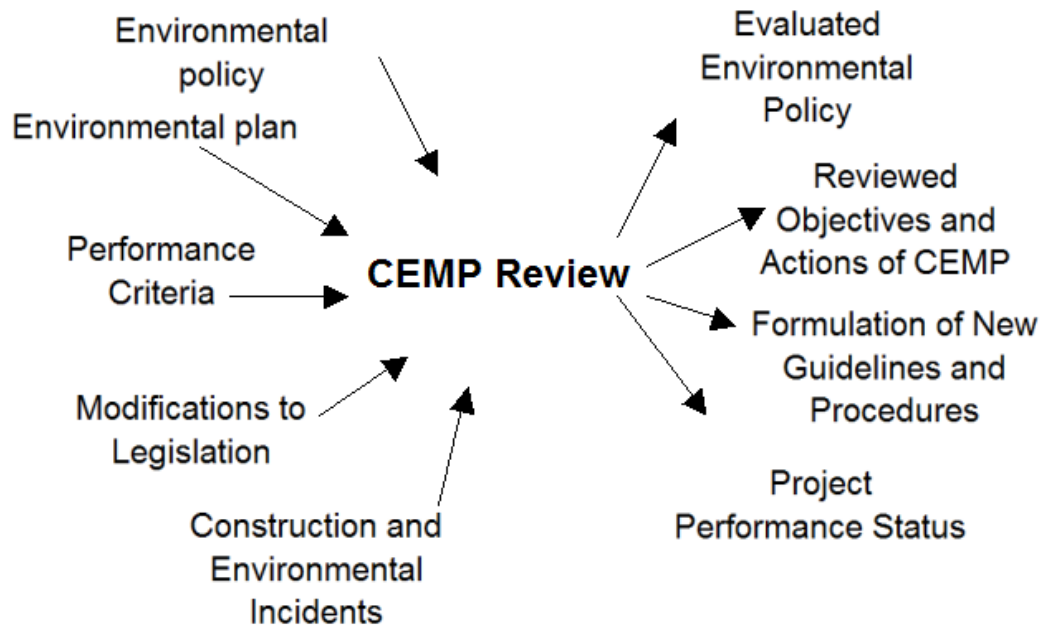 Environmental
policy
Environmental plan
Performance
Criteria
Modifications to
Legislation
Construction and
Environmental
Incidents
CEMP Review
Evaluated
Environmental
Policy
Reviewed
Objectives and
Actions of CEMP
Formulation of New
Guidelines and
Procedures
Project
Performance Status